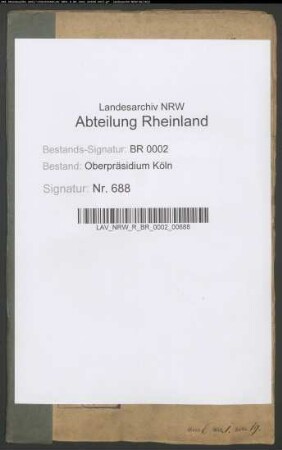 Landesarchiv NRW
Abteilung Rheinland
Bestands-Signatur: BR 0002
Bestand: Oberpräsidium Köln
Signatur: Nr. 688
LAV_NRW_R_BR_0002_00688